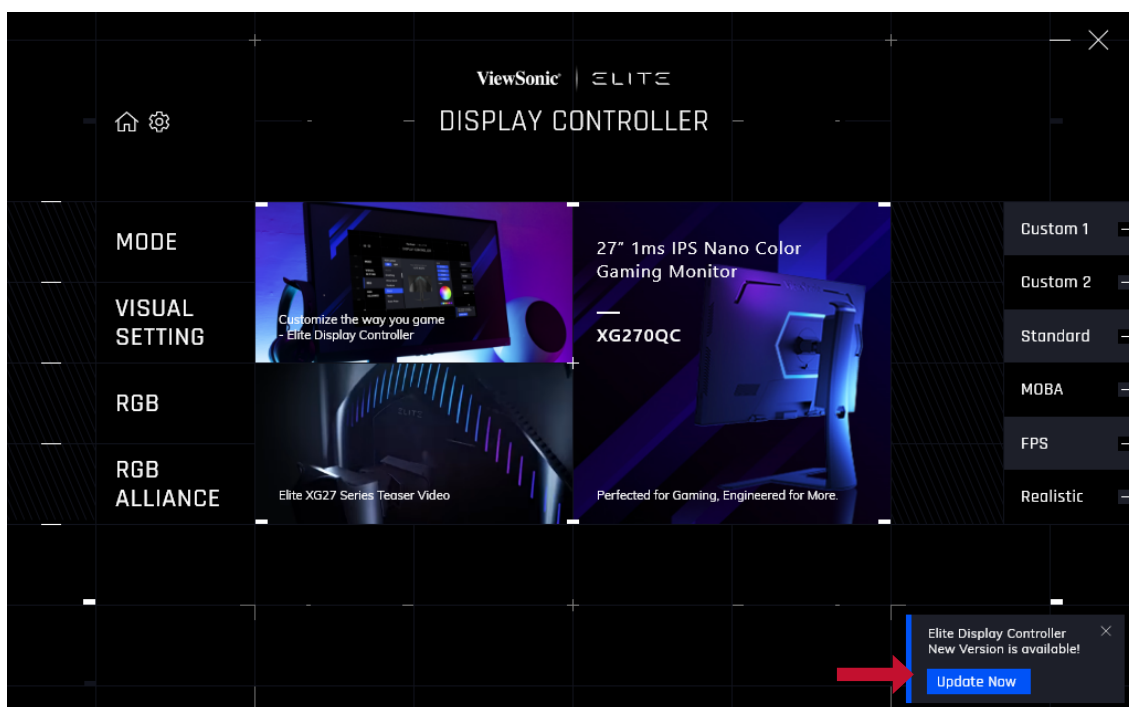 ViewSonic® ELITE
DISPLAY CONTROLLER
MODE
VISUAL
SETTING
RGB
RGB
ALLIANCE
Customize the way you game
- Elite Display Controller
ELITE
Elite XG27 Series Teaser Video
27” 1ms IPS Nano Color
Gaming Monitor
XG270QC
Perfected for Gaming, Engineered for More.
Custom 1
Custom 2
Standard
MOBA
FPS
Realistic
Elite Display Controller
New Version is available!
Update Now